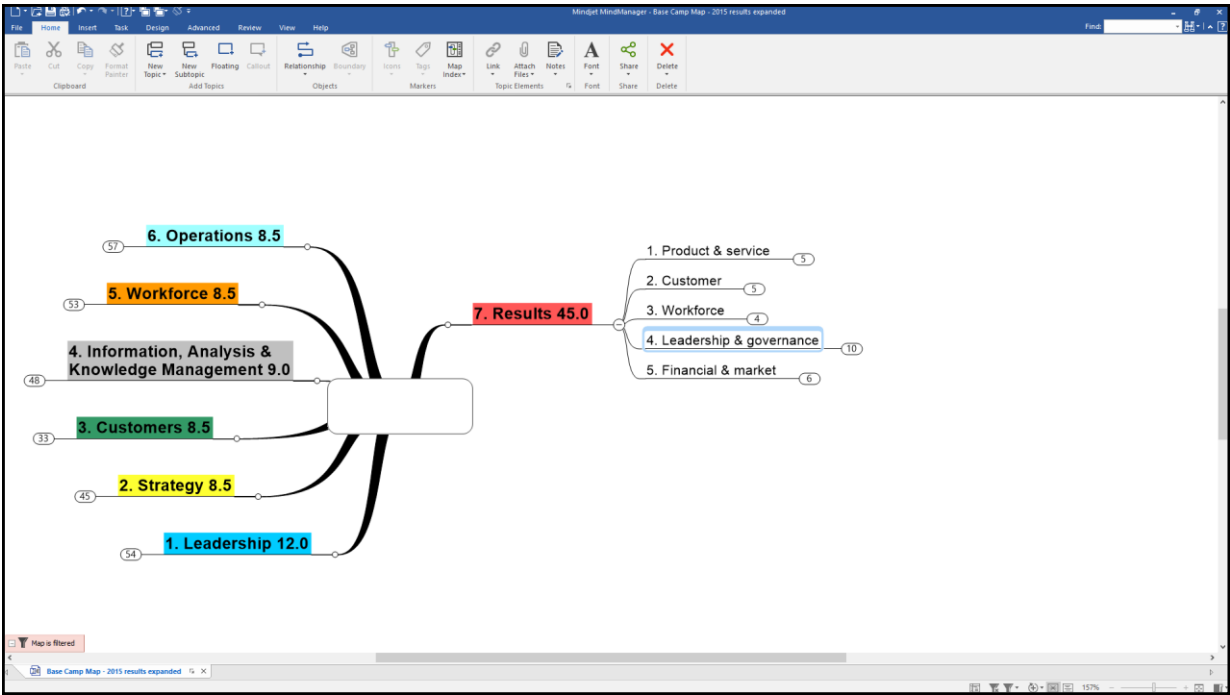 Mindjet MindManager - Base Camp Map - 2015 results expanded
File Home Insert Task Design Advanced Review View Help Find:
Paste Cut Copy Format Painter New Topic New Subtopic Floating Callout Relationship Boundary Icons Tags Map Index Link Attach Files Notes Font Share Delete
Clipboard Add Topics Objects Markers Topic Elements Font Share Delete
6. Operations 8.5
57
5. Workforce 8.5
53
4. Information, Analysis &
Knowledge Management 9.0
48
3. Customers 8.5
33
2. Strategy 8.5
45
1. Leadership 12.0
54
7. Results 45.0
1. Product & service 5
2. Customer 5
3. Workforce 4
4. Leadership & governance 10
5. Financial & market 6
Map is filtered
Base Camp Map - 2015 results expanded
157%